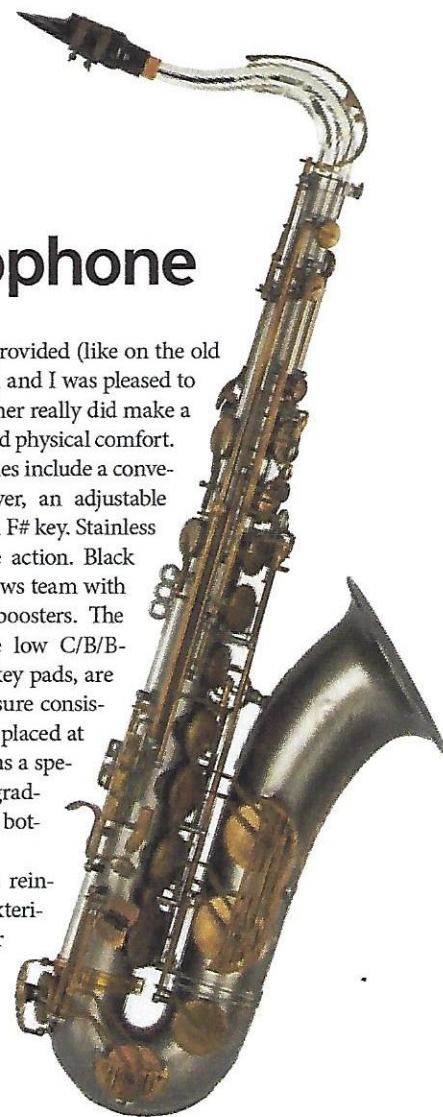 ophone
rovided (like on the old
and I was pleased to
her really did make a
d physical comfort.
es include a conve-
ver, an adjustable
F# key. Stainless
action. Black
ws team with
boosters. The
low C/B/B-
key pads, are
sure consis-
placed at
ns a spe-
grad-
bot-
rein-
xteri-
r